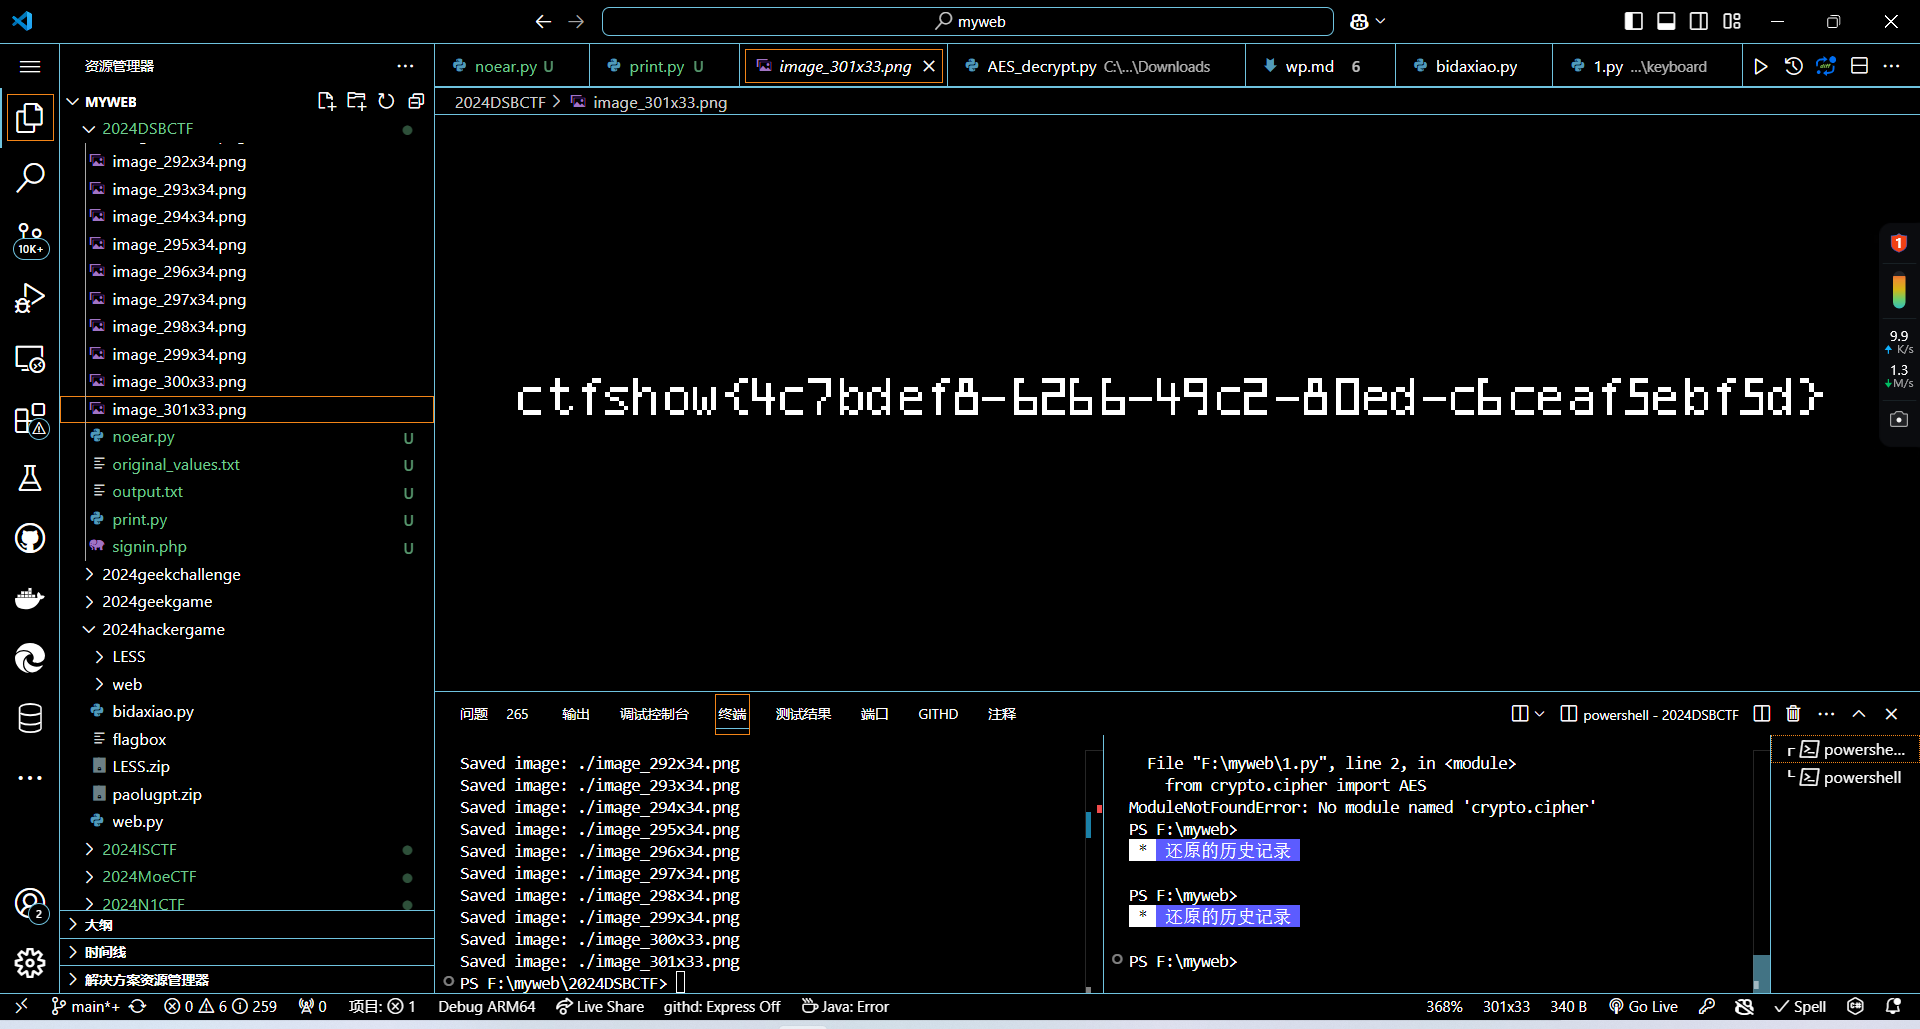 myweb
资源管理器
MYWEB
2024DSBCTF
image_292x34.png
image_293x34.png
image_294x34.png
image_295x34.png
image_296x34.png
image_297x34.png
image_298x34.png
image_299x34.png
image_300x33.png
image_301x33.png
noear.py U
original_values.txt U
output.txt U
print.py U
signin.php U
2024geekchallenge
2024geekgame
2024hackergame
LESS
web
bidaxiao.py
flagbox
LESS.zip
paolugpt.zip
web.py
2024ISCTF
2024MoeCTF
2024N1CTF
大纲
时间线
解决方案资源管理器
10K+
2
noear.py U print.py U image_301x33.png AES_decrypt.py C:\...\Downloads wp.md 6 bidaxiao.py 1.py ...\keyboard
2024DSBCTF > image_301x33.png
ctfshow{4c7bdef8-6266-49c2-80ed-c6ceaf5ebf5d}
1
9.9
K/s
1.3
M/s
问题 265 输出 调试控制台 终端 测试结果 端口 GITHD 注释 powershell - 2024DSBCTF
Saved image: ./image_292x34.png
Saved image: ./image_293x34.png
Saved image: ./image_294x34.png
Saved image: ./image_295x34.png
Saved image: ./image_296x34.png
Saved image: ./image_297x34.png
Saved image: ./image_298x34.png
Saved image: ./image_299x34.png
Saved image: ./image_300x33.png
Saved image: ./image_301x33.png
PS F:\myweb\2024DSBCTF>
File "F:\myweb\1.py", line 2, in <module>
from crypto.cipher import AES
ModuleNotFoundError: No module named 'crypto.cipher'
PS F:\myweb>
* 还原的历史记录
PS F:\myweb>
* 还原的历史记录
PS F:\myweb>
powershe...
powershell
main*+ 0 6 259 0 项目: 1 Debug ARM64 Live Share githd: Express Off Java: Error 368% 301x33 340 B Go Live Spell